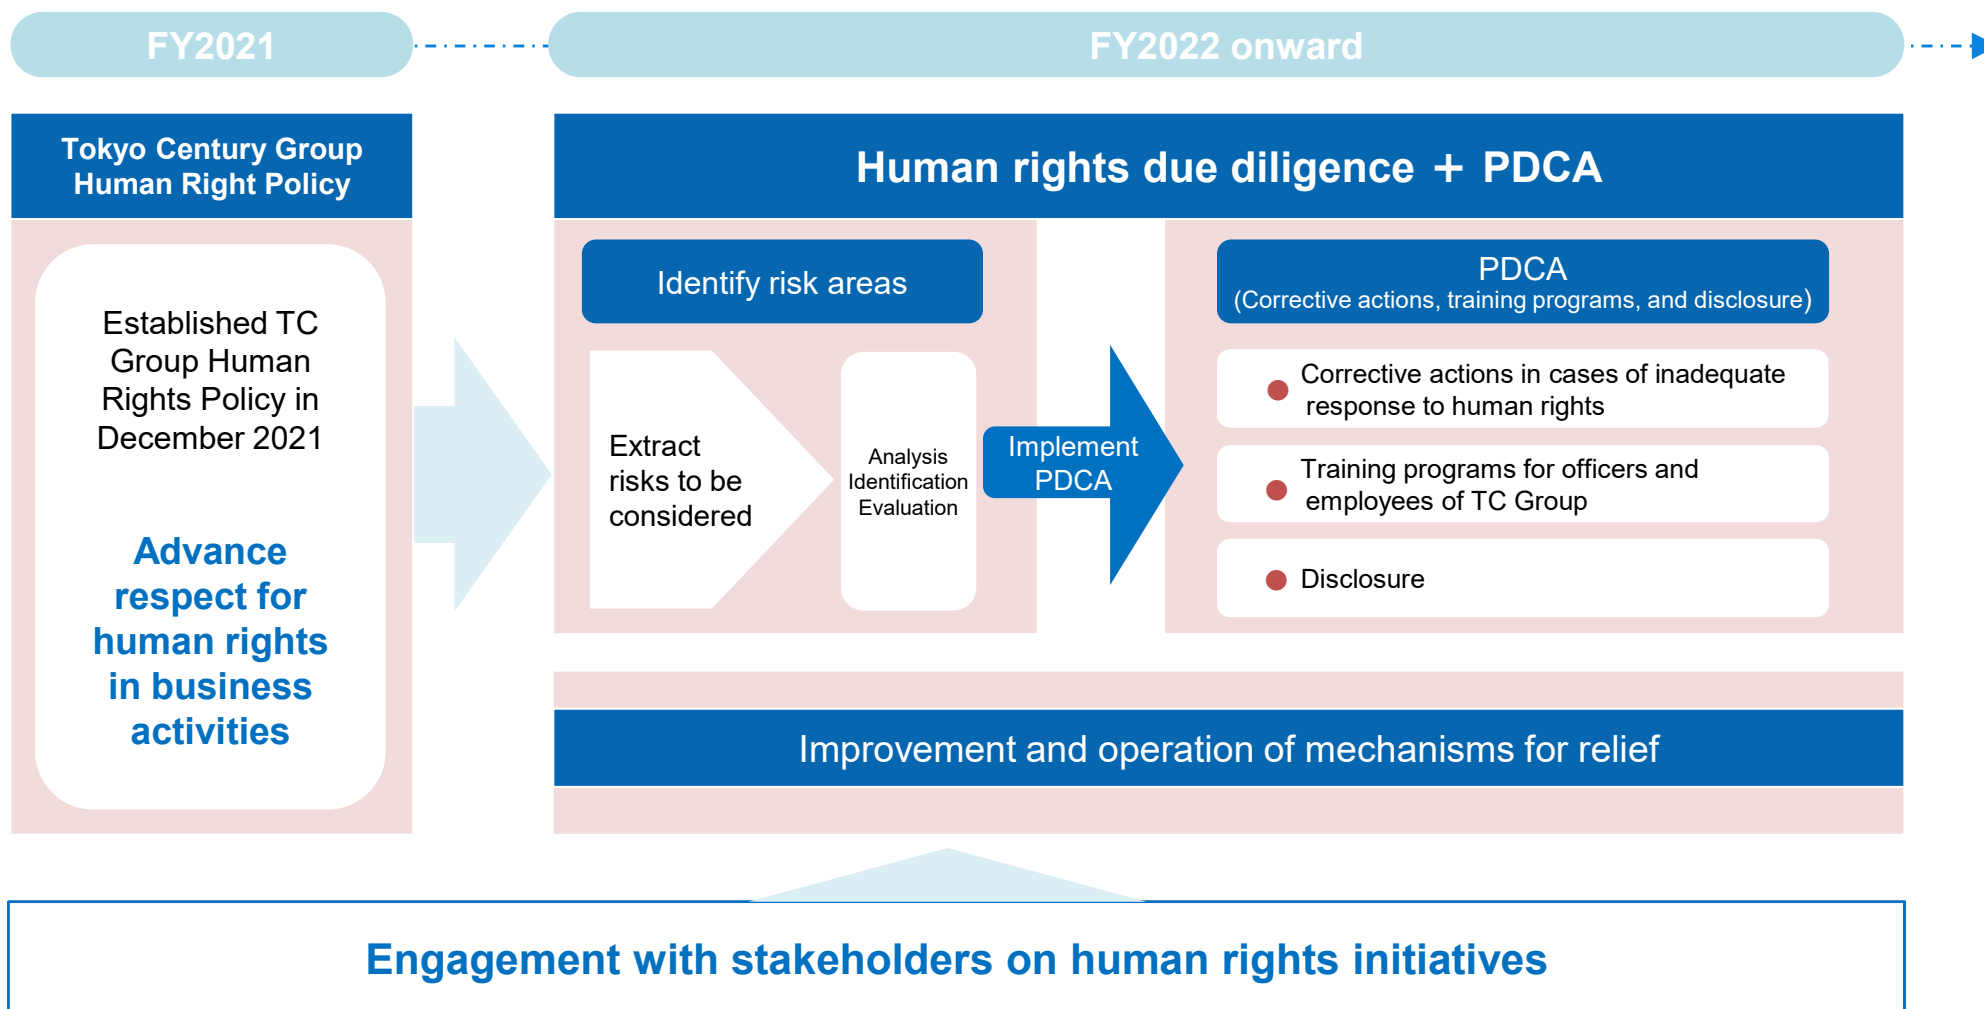 FY2021
FY2022 onward
Tokyo Century Group
Human Right Policy
Established TC
Group Human
Rights Policy in
December 2021
Advance
respect for
human rights
in business
activities
Human rights due diligence + PDCA
Identify risk areas
Extract
risks to be
considered
Analysis
Identification
Evaluation
Implement
PDCA
PDCA
(Corrective actions, training programs, and disclosure)
Corrective actions in cases of inadequate
response to human rights
Training programs for officers and
employees of TC Group
Disclosure
Improvement and operation of mechanisms for relief
Engagement with stakeholders on human rights initiatives